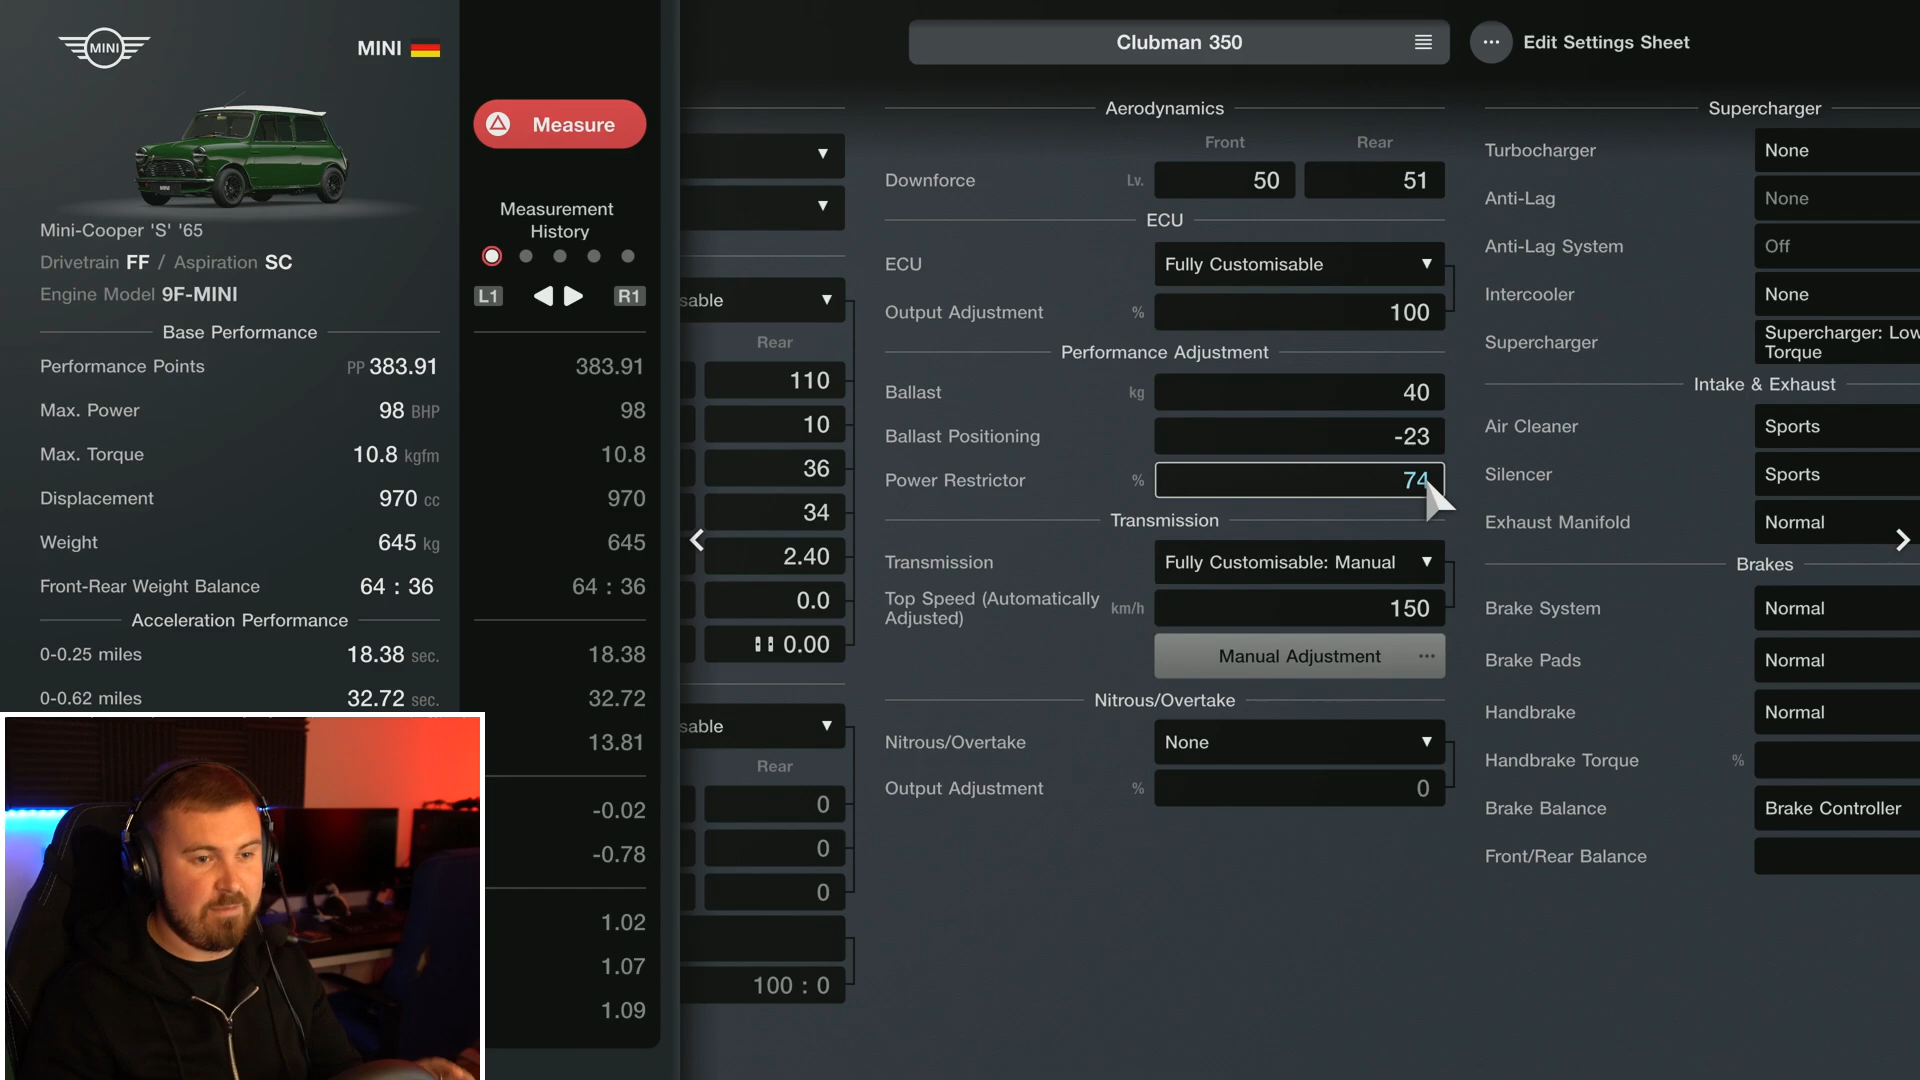 MINI
MINI
Mini-Cooper 'S' '65
Drivetrain FF / Aspiration SC
Engine Model 9F-MINI
Base Performance
Performance Points PP 383.91
Max. Power 98 BHP
Max. Torque 10.8 kgfm
Displacement 970 cc
Weight 645 kg
Front-Rear Weight Balance 64 : 36
Acceleration Performance
0-0.25 miles 18.38 sec.
0-0.62 miles 32.72 sec.
Measure
Measurement
History
L1 R1
383.91
98
10.8
970
645
64 : 36
18.38
32.72
13.81
-0.02
-0.78
1.02
1.07
1.09
sable
Rear
110
10
36
34
2.40
0.0
0.00
sable
Rear
0
0
0
100 : 0
Clubman 350
Edit Settings Sheet
Aerodynamics
Front Rear
Downforce Lv. 50 51
ECU
ECU Fully Customisable
Output Adjustment % 100
Performance Adjustment
Ballast kg 40
Ballast Positioning -23
Power Restrictor % 74
Transmission
Transmission Fully Customisable: Manual
Top Speed (Automatically
Adjusted) km/h 150
Manual Adjustment
Nitrous/Overtake
Nitrous/Overtake None
Output Adjustment % 0
Supercharger
Turbocharger None
Anti-Lag None
Anti-Lag System Off
Intercooler None
Supercharger Supercharger: Low
Torque
Intake & Exhaust
Air Cleaner Sports
Silencer Sports
Exhaust Manifold Normal
Brakes
Brake System Normal
Brake Pads Normal
Handbrake Normal
Handbrake Torque %
Brake Balance Brake Controller
Front/Rear Balance